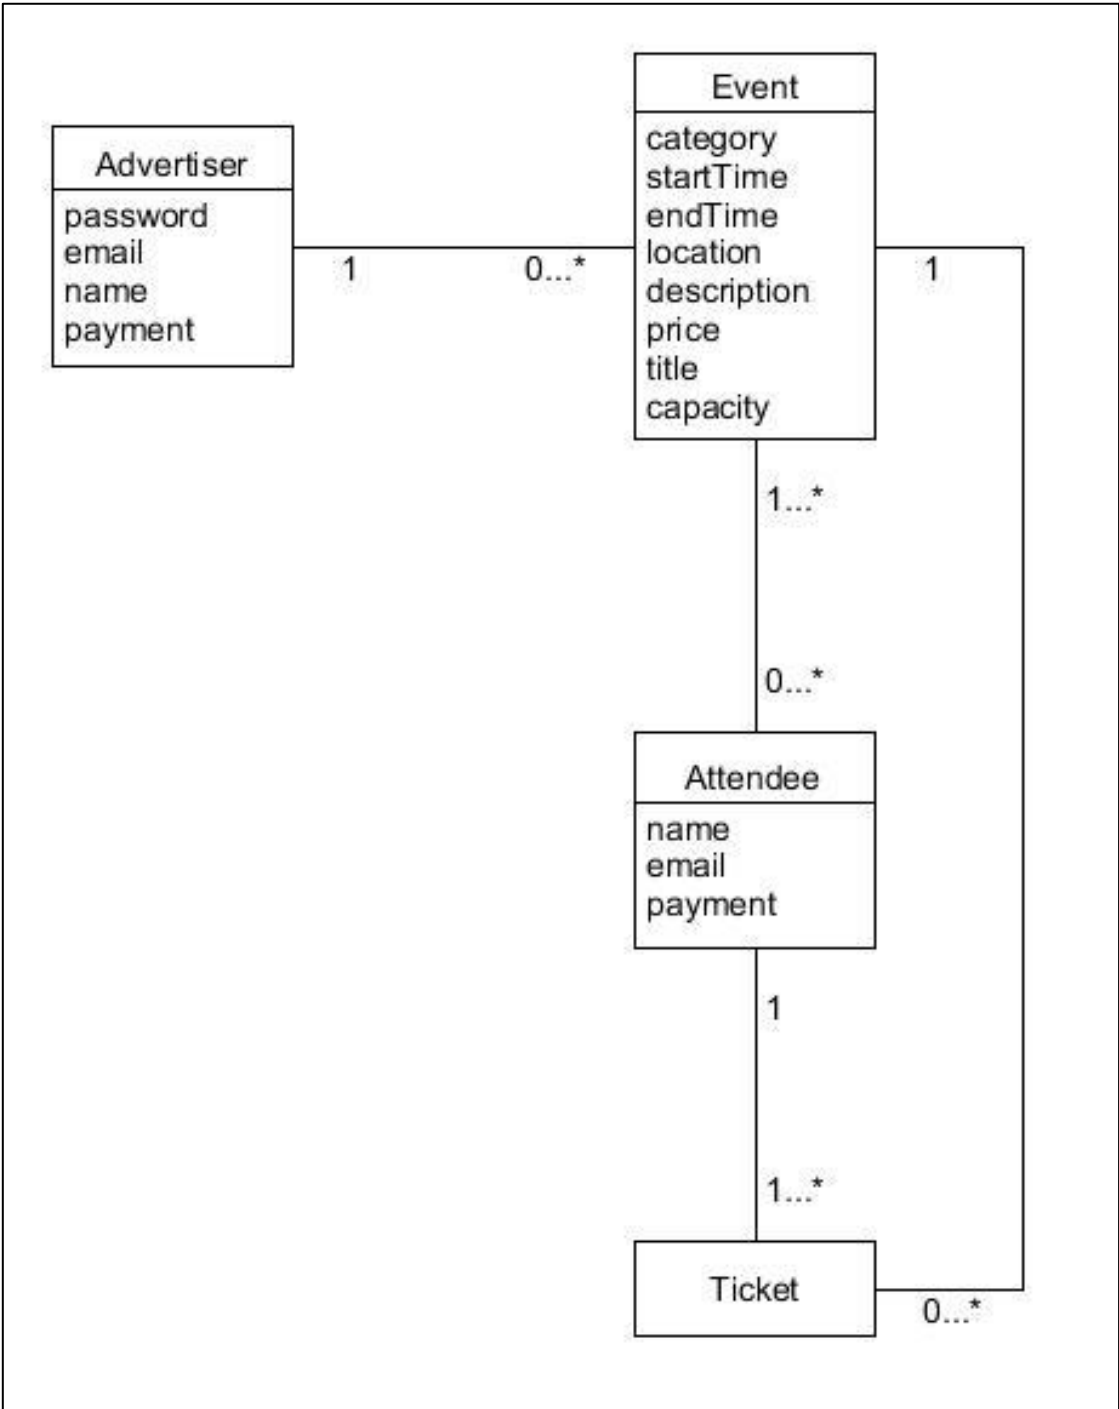 Advertiser
password
email
name
payment
1
0...*
Event
category
startTime
endTime
location
description
price
title
capacity
1
1...*
0...*
Attendee
name
email
payment
1
1...*
Ticket
0...*